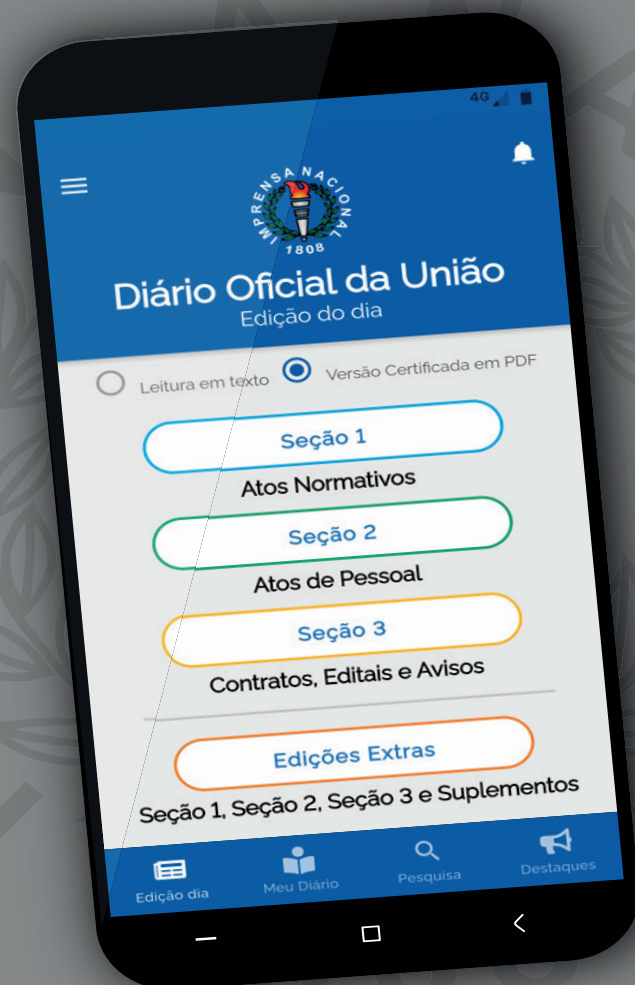 4G
IMPRENSA NACIONAL
1808
Diário Oficial da União
Edição do dia
Leitura em texto
Versão Certificada em PDF
Seção 1
Atos Normativos
Seção 2
Atos de Pessoal
Seção 3
Contratos, Editais e Avisos
Edições Extras
Seção 1, Seção 2, Seção 3 e Suplementos
Edição dia
Meu Diário
Pesquisa
Destaques